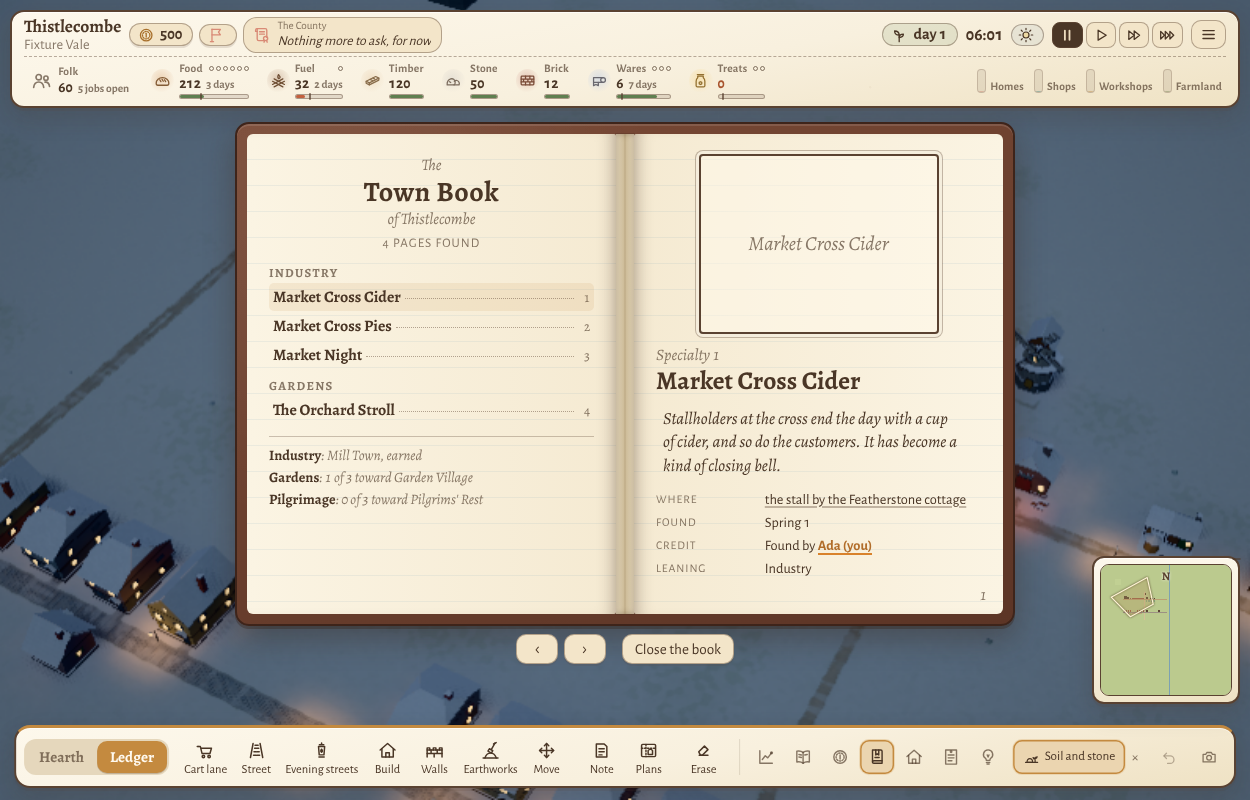 Thistlecombe
Fixture Vale
500
The County
Nothing more to ask, for now
day 1
06:01
Folk
60 5 jobs open
Food
212 3 days
Fuel
32 2 days
Timber
120
Stone
50
Brick
12
Wares
6 7 days
Treats
0
Homes
Shops
Workshops
Farmland
The
Town Book
of Thistlecombe
4 PAGES FOUND
INDUSTRY
Market Cross Cider 1
Market Cross Pies 2
Market Night 3
GARDENS
The Orchard Stroll 4
Industry: Mill Town, earned
Gardens: 1 of 3 toward Garden Village
Pilgrimage: 0 of 3 toward Pilgrims' Rest
Market Cross Cider
Specialty 1
Market Cross Cider
Stallholders at the cross end the day with a cup
of cider, and so do the customers. It has become a
kind of closing bell.
WHERE the stall by the Featherstone cottage
FOUND Spring 1
CREDIT Found by Ada (you)
LEANING Industry
1
‹ › Close the book
N
Hearth
Ledger
Cart lane
Street
Evening streets
Build
Walls
Earthworks
Move
Note
Plans
Erase
Soil and stone
×